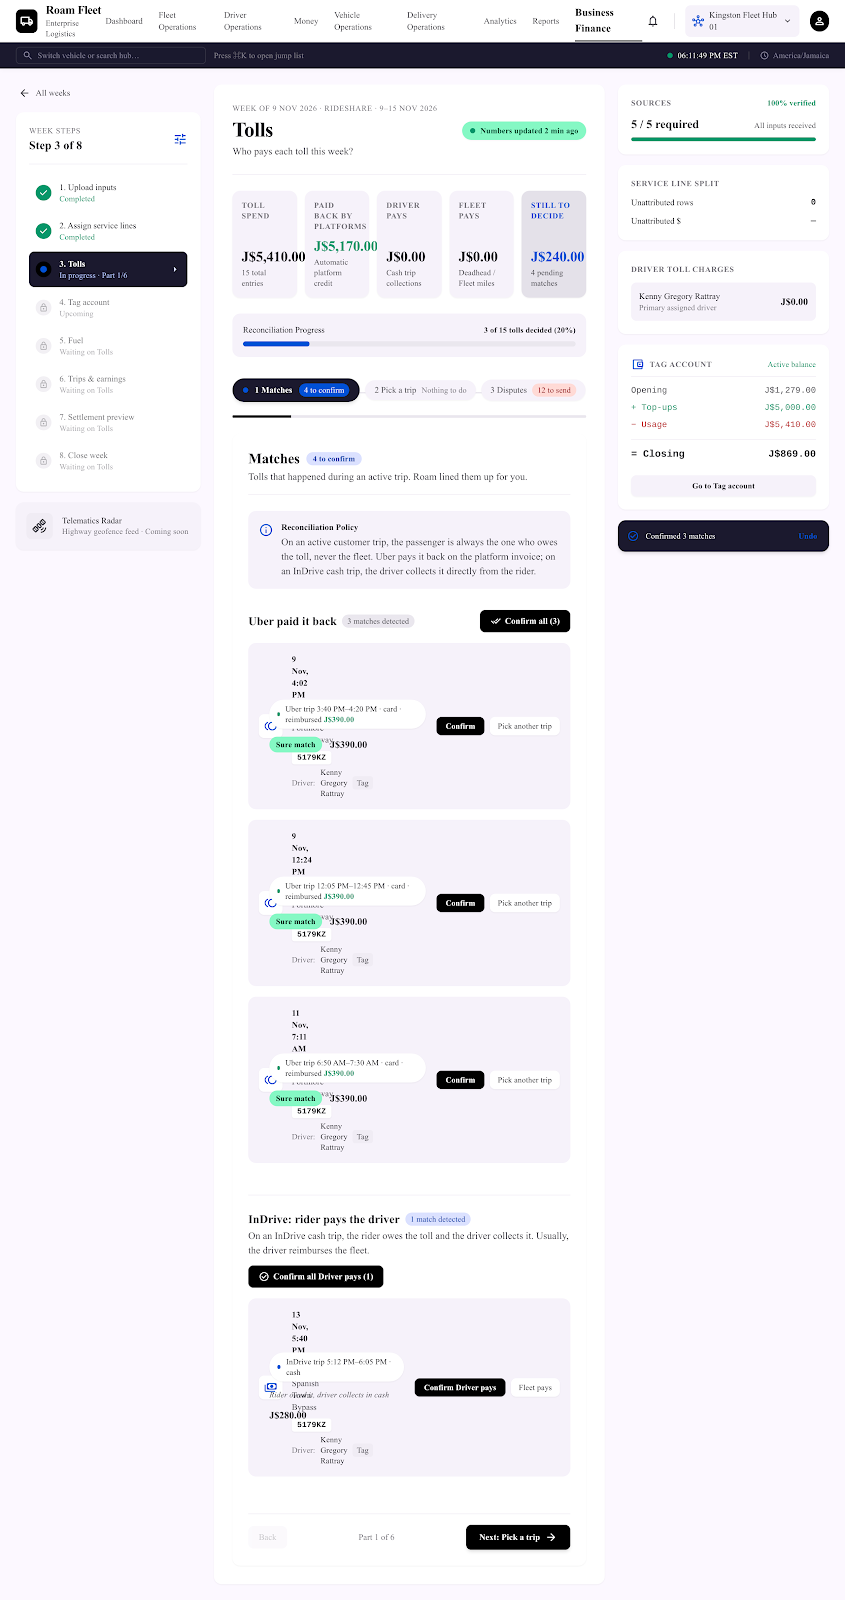 Roam Fleet
Enterprise
Logistics
Dashboard
Fleet
Operations
Driver
Operations
Money
Vehicle
Operations
Delivery
Operations
Analytics
Reports
Business
Finance
Kingston Fleet Hub
01
Switch vehicle or search hub...
Press ⌘K to open jump list
06:11:49 PM EST
America/Jamaica
All weeks
WEEK STEPS
Step 3 of 8
1. Upload inputs
Completed
2. Assign service lines
Completed
3. Tolls
In progress · Part 1/6
4. Tag account
Upcoming
5. Fuel
Waiting on Tolls
6. Trips & earnings
Waiting on Tolls
7. Settlement preview
Waiting on Tolls
8. Close week
Waiting on Tolls
Telematics Radar
Highway geofence feed · Coming soon
WEEK OF 9 NOV 2026 · RIDESHARE · 9–15 NOV 2026
Tolls
Numbers updated 2 min ago
Who pays each toll this week?
TOLL
SPEND
J$5,410.00
15 total
entries
PAID
BACK BY
PLATFORMS
J$5,170.00
Automatic
platform
credit
DRIVER
PAYS
J$0.00
Cash trip
collections
FLEET
PAYS
J$0.00
Deadhead /
Fleet miles
STILL TO
DECIDE
J$240.00
4 pending
matches
Reconciliation Progress
3 of 15 tolls decided (20%)
1 Matches
4 to confirm
2 Pick a trip
Nothing to do
3 Disputes
12 to send
Matches
4 to confirm
Tolls that happened during an active trip. Roam lined them up for you.
Reconciliation Policy
On an active customer trip, the passenger is always the one who owes
the toll, never the fleet. Uber pays it back on the platform invoice; on
an InDrive cash trip, the driver collects it directly from the rider.
Uber paid it back
3 matches detected
Confirm all (3)
9
Nov,
4:02
PM
Uber trip 3:40 PM–4:20 PM · card ·
reimbursed J$390.00
Sure match
J$390.00
5179KZ
Driver:
Kenny
Gregory
Rattray
Tag
Confirm
Pick another trip
9
Nov,
12:24
PM
Uber trip 12:05 PM–12:45 PM · card ·
reimbursed J$390.00
Sure match
J$390.00
5179KZ
Driver:
Kenny
Gregory
Rattray
Tag
Confirm
Pick another trip
11
Nov,
7:11
AM
Uber trip 6:50 AM–7:30 AM · card ·
reimbursed J$390.00
Sure match
J$390.00
5179KZ
Driver:
Kenny
Gregory
Rattray
Tag
Confirm
Pick another trip
InDrive: rider pays the driver
1 match detected
On an InDrive cash trip, the rider owes the toll and the driver collects it. Usually,
the driver reimburses the fleet.
Confirm all Driver pays (1)
13
Nov,
5:40
PM
InDrive trip 5:12 PM–6:05 PM ·
cash
Spanish
Town
Bypass
Rider owes it, driver collects in cash
J$280.00
5179KZ
Driver:
Kenny
Gregory
Rattray
Tag
Confirm Driver pays
Fleet pays
Back
Part 1 of 6
Next: Pick a trip
SOURCES
100% verified
5 / 5 required
All inputs received
SERVICE LINE SPLIT
Unattributed rows
0
Unattributed $
—
DRIVER TOLL CHARGES
Kenny Gregory Rattray
Primary assigned driver
J$0.00
TAG ACCOUNT
Active balance
Opening
J$1,279.00
+ Top-ups
J$5,000.00
− Usage
J$5,410.00
= Closing
J$869.00
Go to Tag account
Confirmed 3 matches
Undo